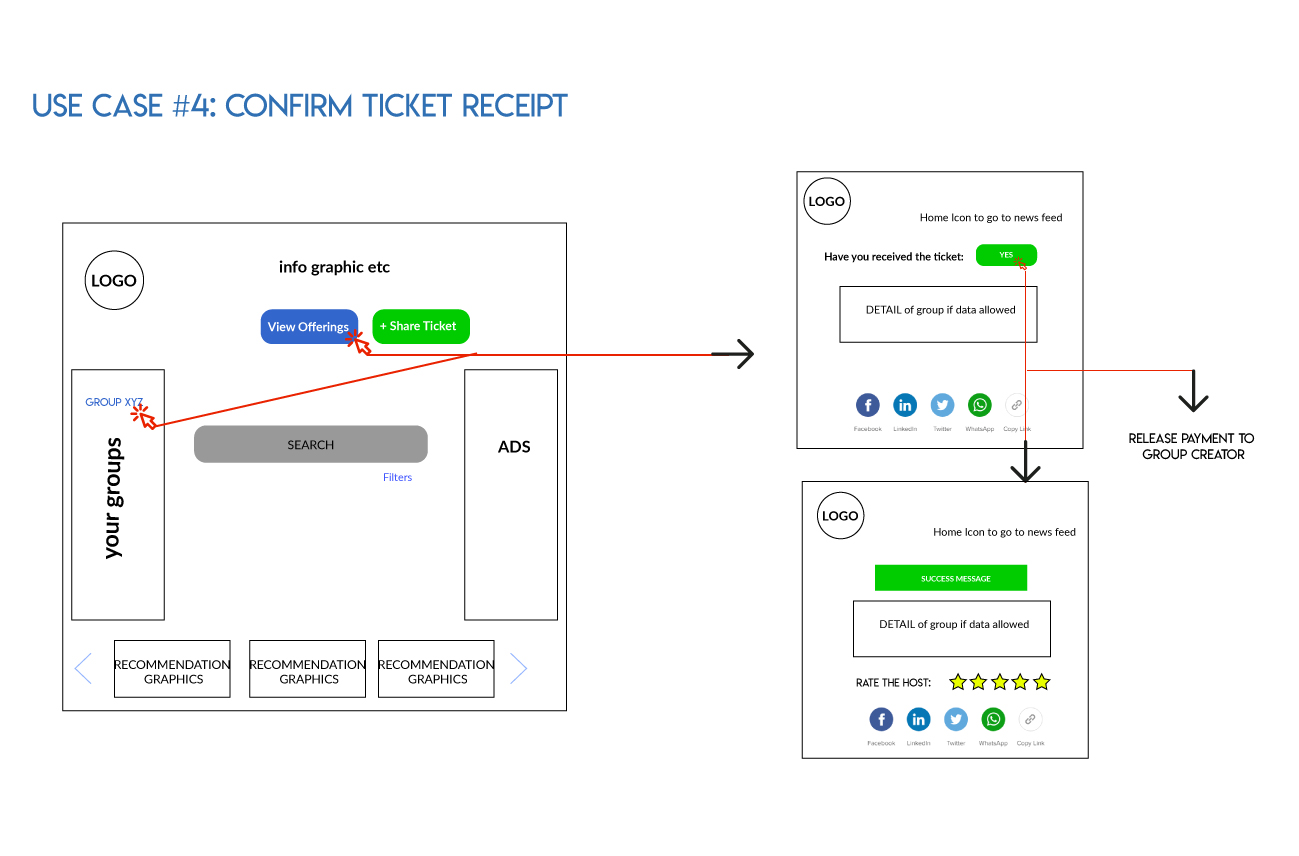 USE CASE #4: CONFIRM TICKET RECEIPT
LOGO
info graphic etc
View Offerings
+ Share Ticket
GROUP XYZ
your groups
SEARCH
Filters
ADS
RECOMMENDATION
GRAPHICS
RECOMMENDATION
GRAPHICS
RECOMMENDATION
GRAPHICS
LOGO
Home Icon to go to news feed
Have you received the ticket:
YES
DETAIL of group if data allowed
Facebook
LinkedIn
Twitter
WhatsApp
Copy Link
RELEASE PAYMENT TO
GROUP CREATOR
LOGO
Home Icon to go to news feed
SUCCESS MESSAGE
DETAIL of group if data allowed
RATE THE HOST:
Facebook
LinkedIn
Twitter
WhatsApp
Copy Link